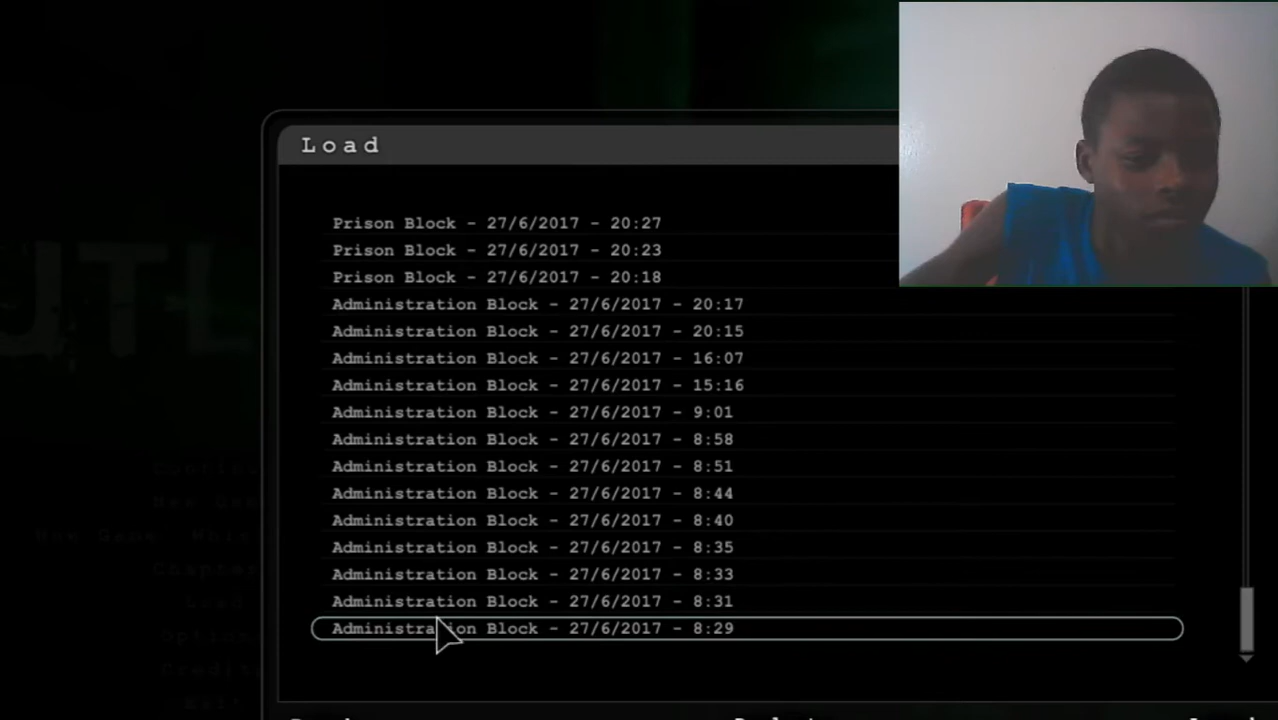 Load
Prison Block - 27/6/2017 - 20:27
Prison Block - 27/6/2017 - 20:23
Prison Block - 27/6/2017 - 20:18
Administration Block - 27/6/2017 - 20:17
Administration Block - 27/6/2017 - 20:15
Administration Block - 27/6/2017 - 16:07
Administration Block - 27/6/2017 - 15:16
Administration Block - 27/6/2017 - 9:01
Administration Block - 27/6/2017 - 8:58
Administration Block - 27/6/2017 - 8:51
Administration Block - 27/6/2017 - 8:44
Administration Block - 27/6/2017 - 8:40
Administration Block - 27/6/2017 - 8:35
Administration Block - 27/6/2017 - 8:33
Administration Block - 27/6/2017 - 8:31
Administration Block - 27/6/2017 - 8:29
Load
Credits